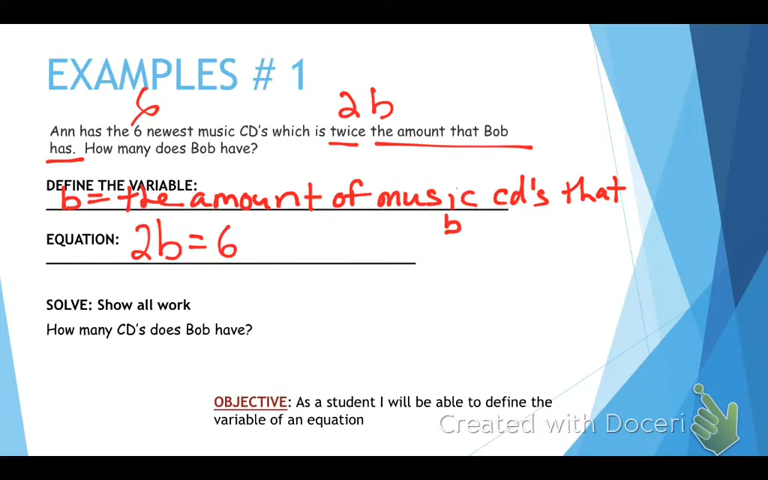 EXAMPLES # 1
6 2b
Ann has the 6 newest music CD's which is twice the amount that Bob
has. How many does Bob have?
DEFINE THE VARIABLE:
b = the amount of music cd's that
b
EQUATION: 2b = 6
SOLVE: Show all work
How many CD's does Bob have?
OBJECTIVE: As a student I will be able to define the
variable of an equation
Created with Doceri